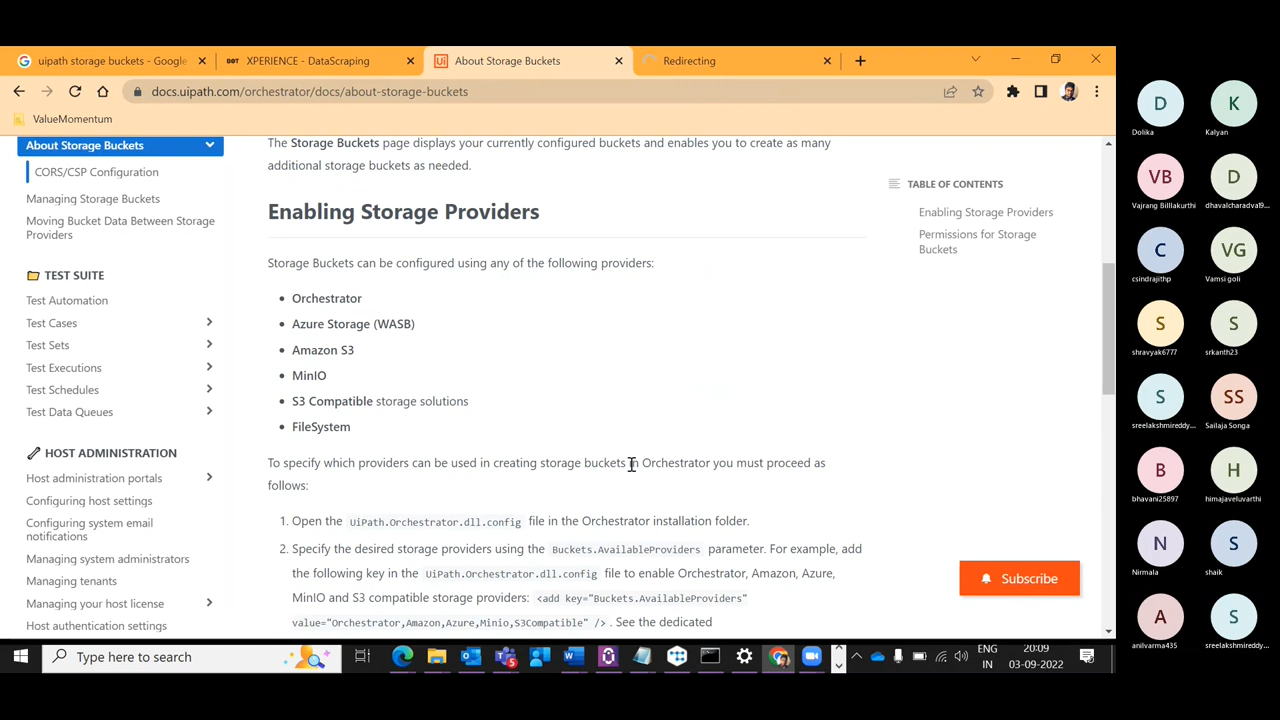 uipath storage buckets - Google
XPERIENCE - DataScraping
About Storage Buckets
Redirecting
docs.uipath.com/orchestrator/docs/about-storage-buckets
ValueMomentum
About Storage Buckets
CORS/CSP Configuration
Managing Storage Buckets
Moving Bucket Data Between Storage
Providers
TEST SUITE
Test Automation
Test Cases
Test Sets
Test Executions
Test Schedules
Test Data Queues
HOST ADMINISTRATION
Host administration portals
Configuring host settings
Configuring system email
notifications
Managing system administrators
Managing tenants
Managing your host license
Host authentication settings
The Storage Buckets page displays your currently configured buckets and enables you to create as many
additional storage buckets as needed.
Enabling Storage Providers
Storage Buckets can be configured using any of the following providers:
• Orchestrator
• Azure Storage (WASB)
• Amazon S3
• MinIO
• S3 Compatible storage solutions
• FileSystem
To specify which providers can be used in creating storage buckets in Orchestrator you must proceed as
follows:
1. Open the UiPath.Orchestrator.dll.config file in the Orchestrator installation folder.
2. Specify the desired storage providers using the Buckets.AvailableProviders parameter. For example, add
the following key in the UiPath.Orchestrator.dll.config file to enable Orchestrator, Amazon, Azure,
MinIO and S3 compatible storage providers: <add key="Buckets.AvailableProviders"
value="Orchestrator,Amazon,Azure,Minio,S3Compatible" /> . See the dedicated
TABLE OF CONTENTS
Enabling Storage Providers
Permissions for Storage
Buckets
Subscribe
Type here to search
ENG
IN
20:09
03-09-2022
D
K
Dolika
Kalyan
VB
D
Vajrang Billlakurthi
dhavalcharadva19...
C
VG
csindrajithp
Vamsi goli
S
S
shravyak6777
srkanth23
S
SS
sreelakshmireddy...
Sailaja Songa
B
H
bhavani25897
himajaveluvarthi
N
S
Nirmala
shaik
A
S
anilvarma435
sreelakshmireddy...